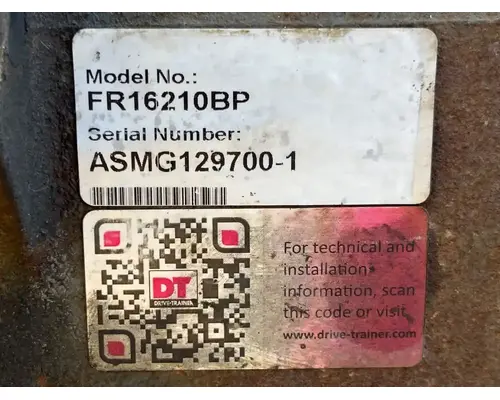 Model No.:
FR16210BP
Serial Number:
ASMG129700-1
For technical and
installation
information, scan
this code or visit
www.drive-trainer.com
DT
DRIVE-TRAINER